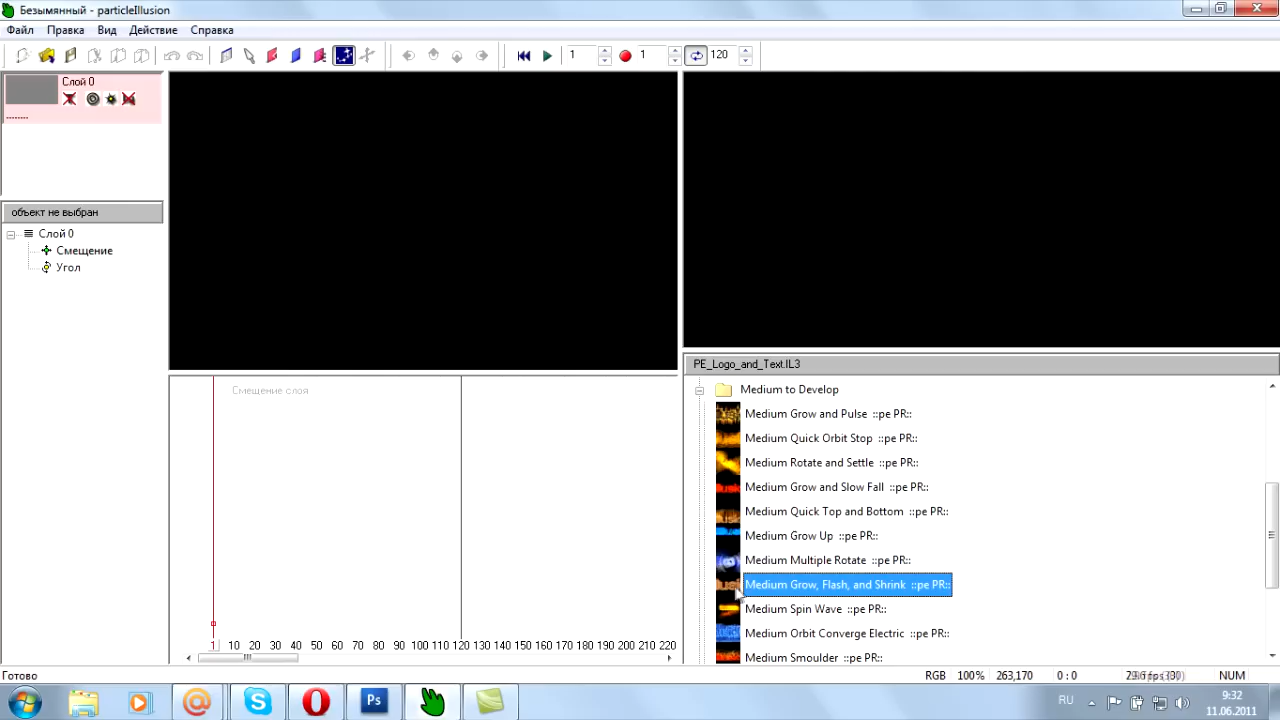 Безымянный - particleIllusion
Файл Правка Вид Действие Справка
1 1 120
Слой 0
объект не выбран
Слой 0
Смещение
Угол
Смещение слоя
1 10 20 30 40 50 60 70 80 90 100 110 120 130 140 150 160 170 180 190 200 210 220
PE_Logo_and_Text.IL3
Medium to Develop
Medium Grow and Pulse ::pe PR::
Medium Quick Orbit Stop ::pe PR::
Medium Rotate and Settle ::pe PR::
Medium Grow and Slow Fall ::pe PR::
Medium Quick Top and Bottom ::pe PR::
Medium Grow Up ::pe PR::
Medium Multiple Rotate ::pe PR::
Medium Grow, Flash, and Shrink ::pe PR::
Medium Spin Wave ::pe PR::
Medium Orbit Converge Electric ::pe PR::
Medium Smoulder ::pe PR::
Готово
RGB 100% 263,170 0 : 0 NUM
Ps
RU
9:32
11.06.2011